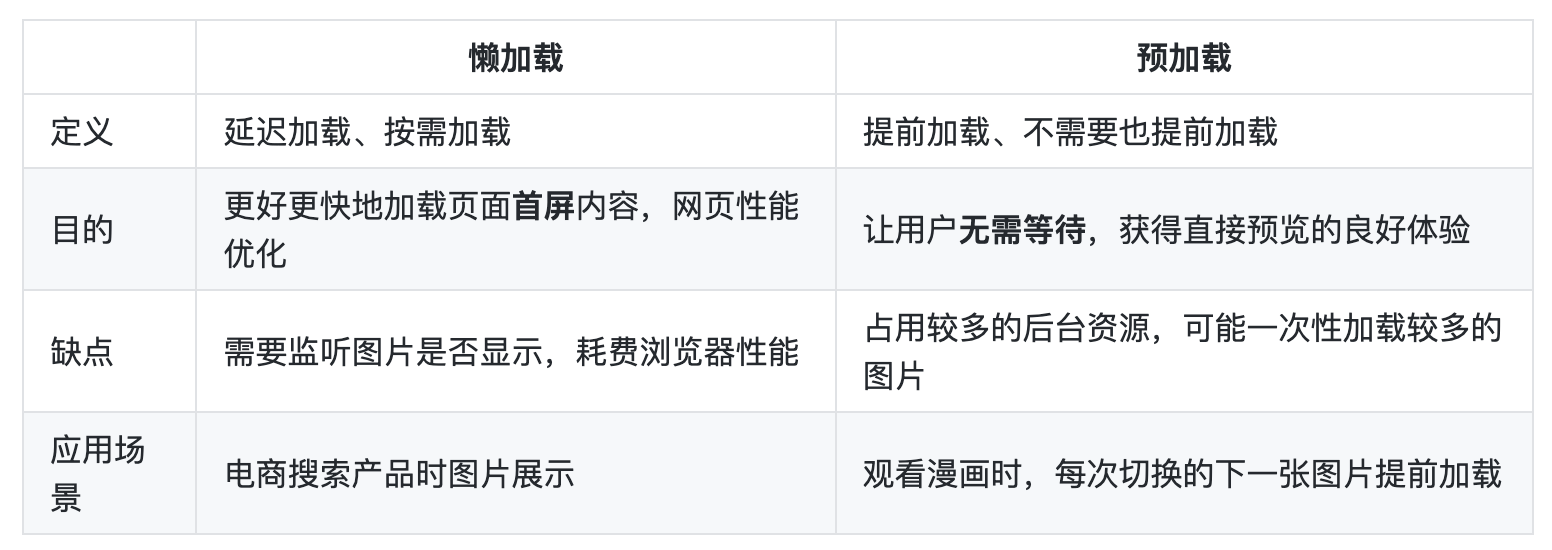 懒加载 预加载
定义 延迟加载、按需加载 提前加载、不需要也提前加载
目的 更好更快地加载页面首屏内容，网页性能
优化
让用户无需等待，获得直接预览的良好体验
缺点 需要监听图片是否显示，耗费浏览器性能
占用较多的后台资源，可能一次性加载较多的
图片
应用场
景
电商搜索产品时图片展示
观看漫画时，每次切换的下一张图片提前加载